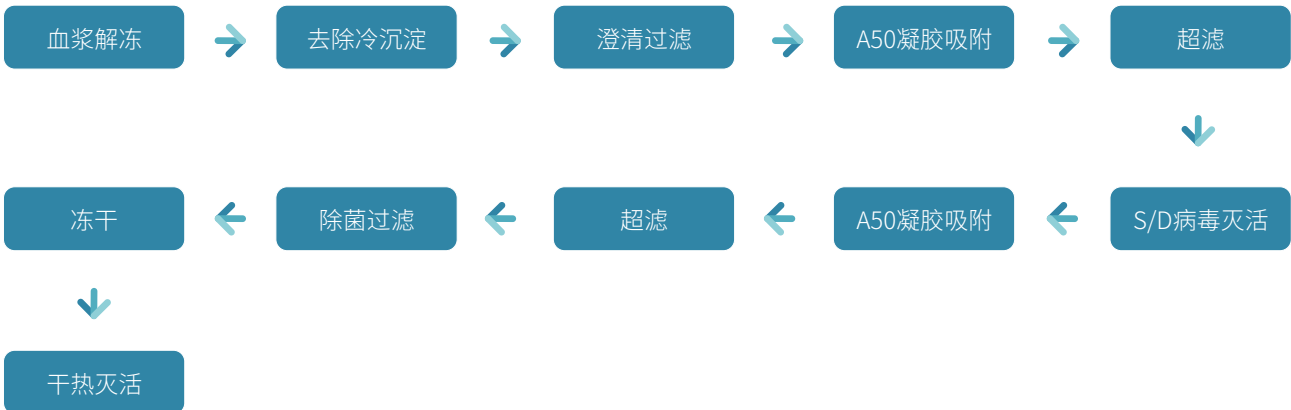 血浆解冻
去除冷沉淀
澄清过滤
A50凝胶吸附
超滤
S/D病毒灭活
A50凝胶吸附
超滤
除菌过滤
冻干
干热灭活